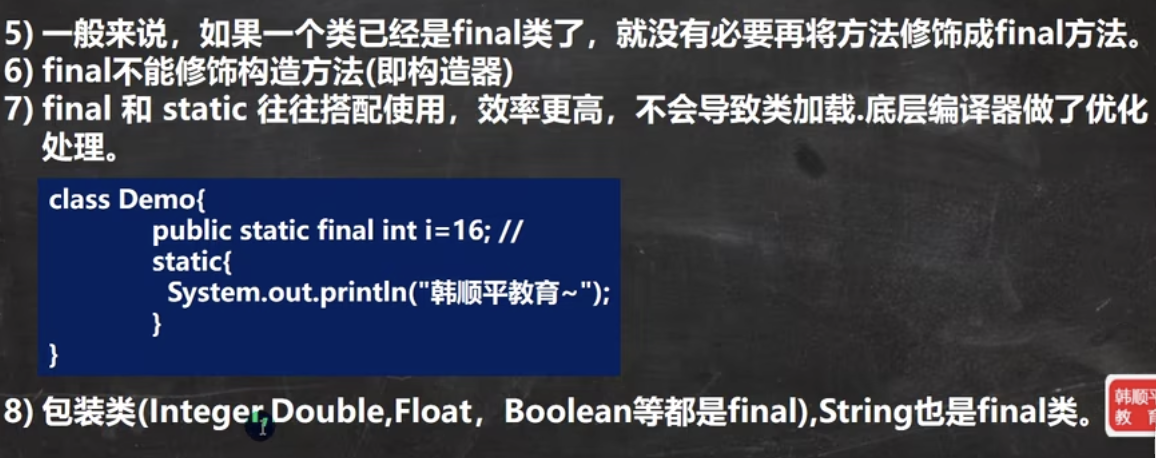 5) 一般来说，如果一个类已经是final类了，就没有必要再将方法修饰成final方法。
6) final不能修饰构造方法(即构造器)
7) final 和 static 往往搭配使用，效率更高，不会导致类加载.底层编译器做了优化
处理。
class Demo{
public static final int i=16; //
static{
System.out.println("韩顺平教育~");
}
}
8) 包装类(Integer,Double,Float，Boolean等都是final),String也是final类。
韩顺平
教 育